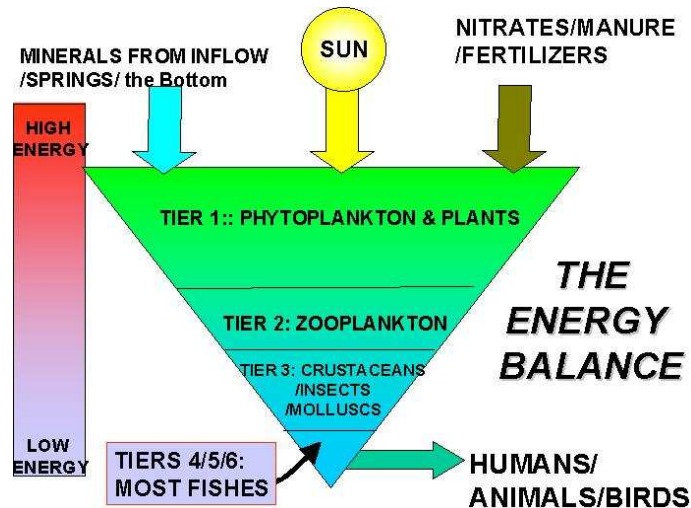 MINERALS FROM INFLOW
/SPRINGS/ the Bottom
SUN
NITRATES/MANURE
/FERTILIZERS
HIGH
ENERGY
TIER 1:: PHYTOPLANKTON & PLANTS
TIER 2: ZOOPLANKTON
TIER 3: CRUSTACEANS
/INSECTS
/MOLLUSCS
THE
ENERGY
BALANCE
LOW
ENERGY
TIERS 4/5/6:
MOST FISHES
HUMANS/
ANIMALS/BIRDS